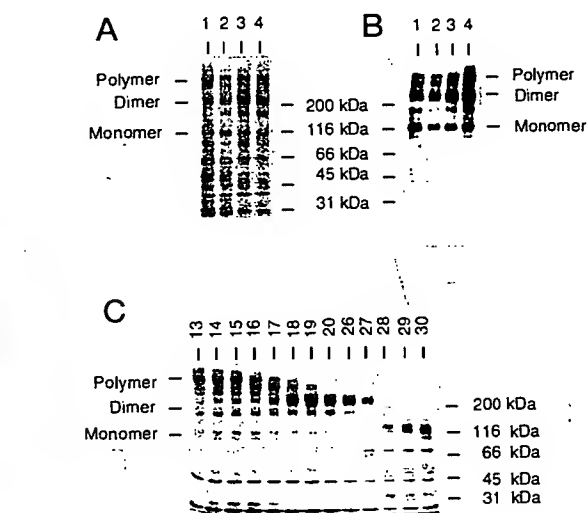 A
1 2 3 4
Polymer
Dimer
Monomer
B
1 2 3 4
Polymer
Dimer
Monomer
200 kDa
116 kDa
66 kDa
45 kDa
31 kDa
C
13 14 15 16 17 18 19 20 26 27 28 29 30
Polymer
Dimer
Monomer
200 kDa
116 kDa
66 kDa
45 kDa
31 kDa